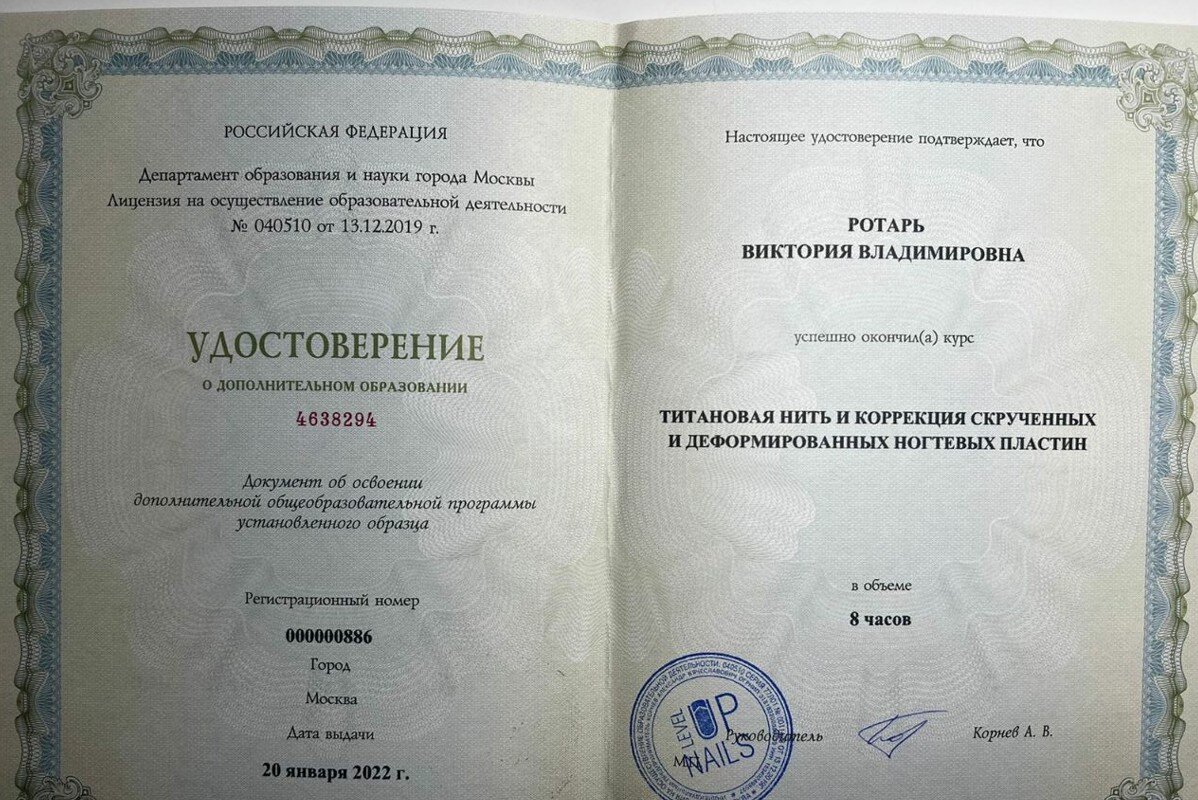 РОССИЙСКАЯ ФЕДЕРАЦИЯ
Департамент образования и науки города Москвы
Лицензия на осуществление образовательной деятельности
№ 040510 от 13.12.2019 г.
УДОСТОВЕРЕНИЕ
О ДОПОЛНИТЕЛЬНОМ ОБРАЗОВАНИИ
4638294
Документ об освоении
дополнительной общеобразовательной программы
установленного образца
Регистрационный номер
000000886
Город
Москва
Дата выдачи
20 января 2022 г.
Настоящее удостоверение подтверждает, что
РОТАРЬ
ВИКТОРИЯ ВЛАДИМИРОВНА
успешно окончил(а) курс
ТИТАНОВАЯ НИТЬ И КОРРЕКЦИЯ СКРУЧЕННЫХ
И ДЕФОРМИРОВАННЫХ НОГТЕВЫХ ПЛАСТИН
в объеме
8 часов
LEVEL UP
NAILS
Руководитель
Корнев А. В.